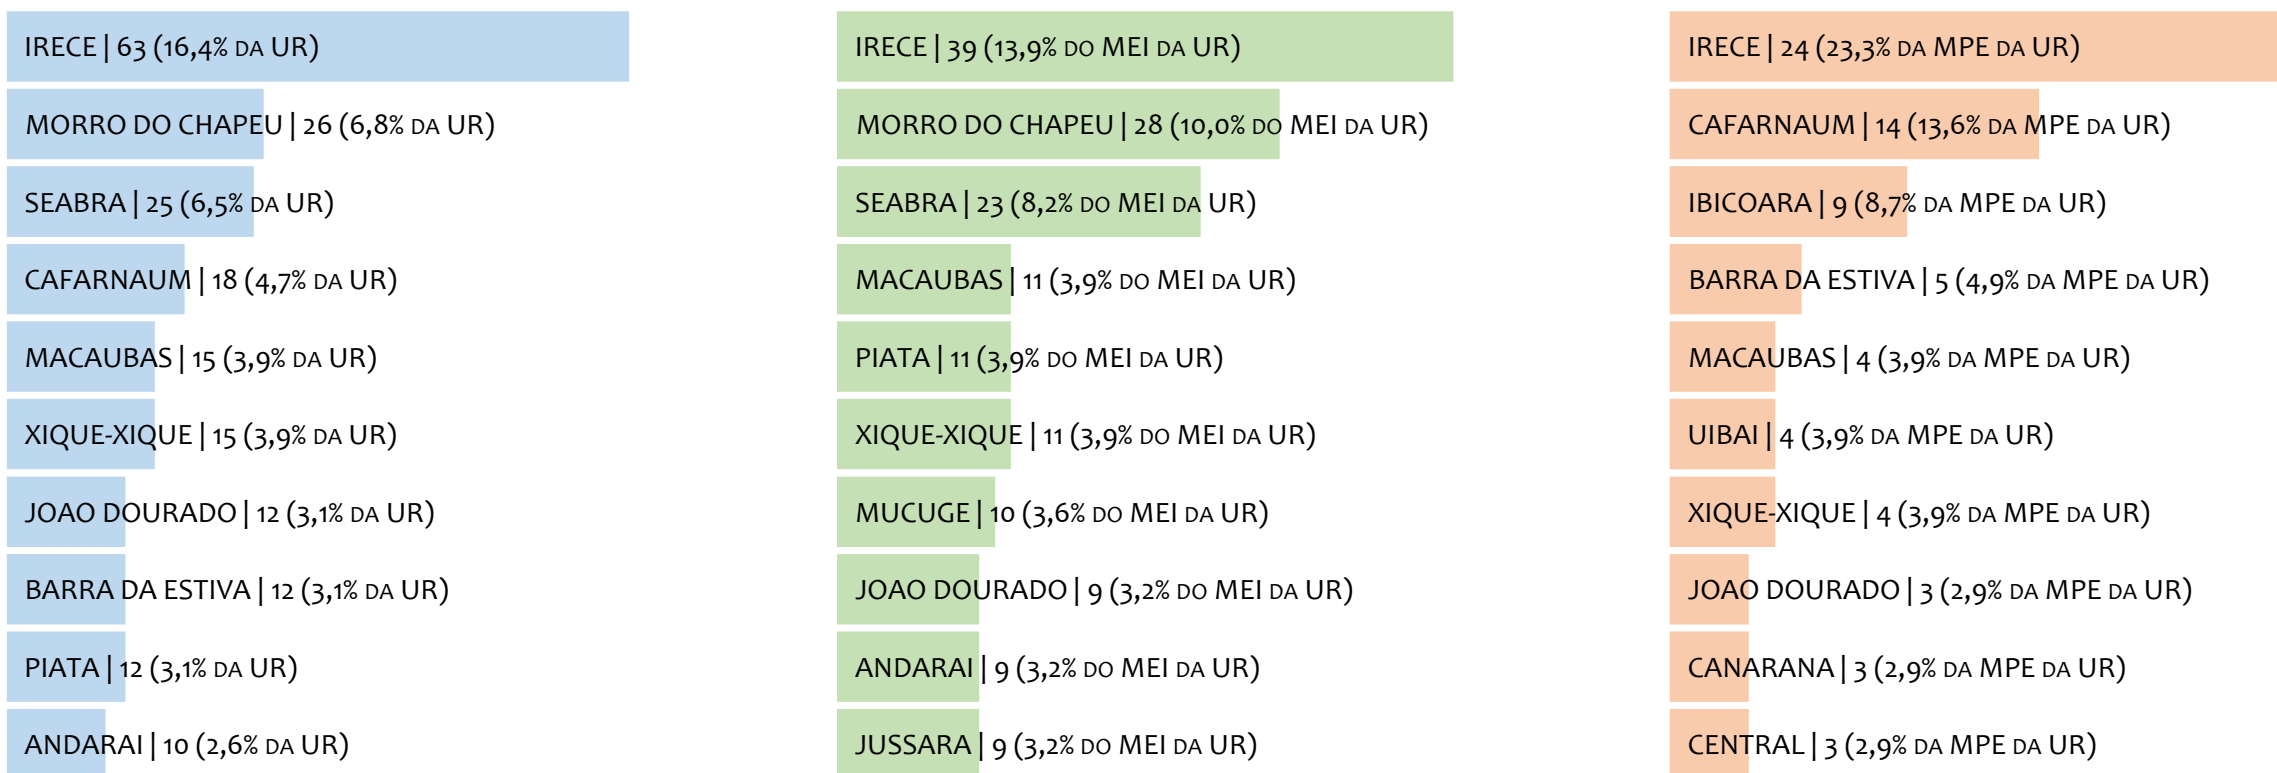 IRECE | 63 (16,4% DA UR)
MORRO DO CHAPEU | 26 (6,8% DA UR)
SEABRA | 25 (6,5% DA UR)
CAFARNAUM | 18 (4,7% DA UR)
MACAUBAS | 15 (3,9% DA UR)
XIQUE-XIQUE | 15 (3,9% DA UR)
JOAO DOURADO | 12 (3,1% DA UR)
BARRA DA ESTIVA | 12 (3,1% DA UR)
PIATA | 12 (3,1% DA UR)
ANDARAI | 10 (2,6% DA UR)
IRECE | 39 (13,9% DO MEI DA UR)
MORRO DO CHAPEU | 28 (10,0% DO MEI DA UR)
SEABRA | 23 (8,2% DO MEI DA UR)
MACAUBAS | 11 (3,9% DO MEI DA UR)
PIATA | 11 (3,9% DO MEI DA UR)
XIQUE-XIQUE | 11 (3,9% DO MEI DA UR)
MUCUGE | 10 (3,6% DO MEI DA UR)
JOAO DOURADO | 9 (3,2% DO MEI DA UR)
ANDARAI | 9 (3,2% DO MEI DA UR)
JUSSARA | 9 (3,2% DO MEI DA UR)
IRECE | 24 (23,3% DA MPE DA UR)
CAFARNAUM | 14 (13,6% DA MPE DA UR)
IBICOARA | 9 (8,7% DA MPE DA UR)
BARRA DA ESTIVA | 5 (4,9% DA MPE DA UR)
MACAUBAS | 4 (3,9% DA MPE DA UR)
UIBAI | 4 (3,9% DA MPE DA UR)
XIQUE-XIQUE | 4 (3,9% DA MPE DA UR)
JOAO DOURADO | 3 (2,9% DA MPE DA UR)
CANARANA | 3 (2,9% DA MPE DA UR)
CENTRAL | 3 (2,9% DA MPE DA UR)